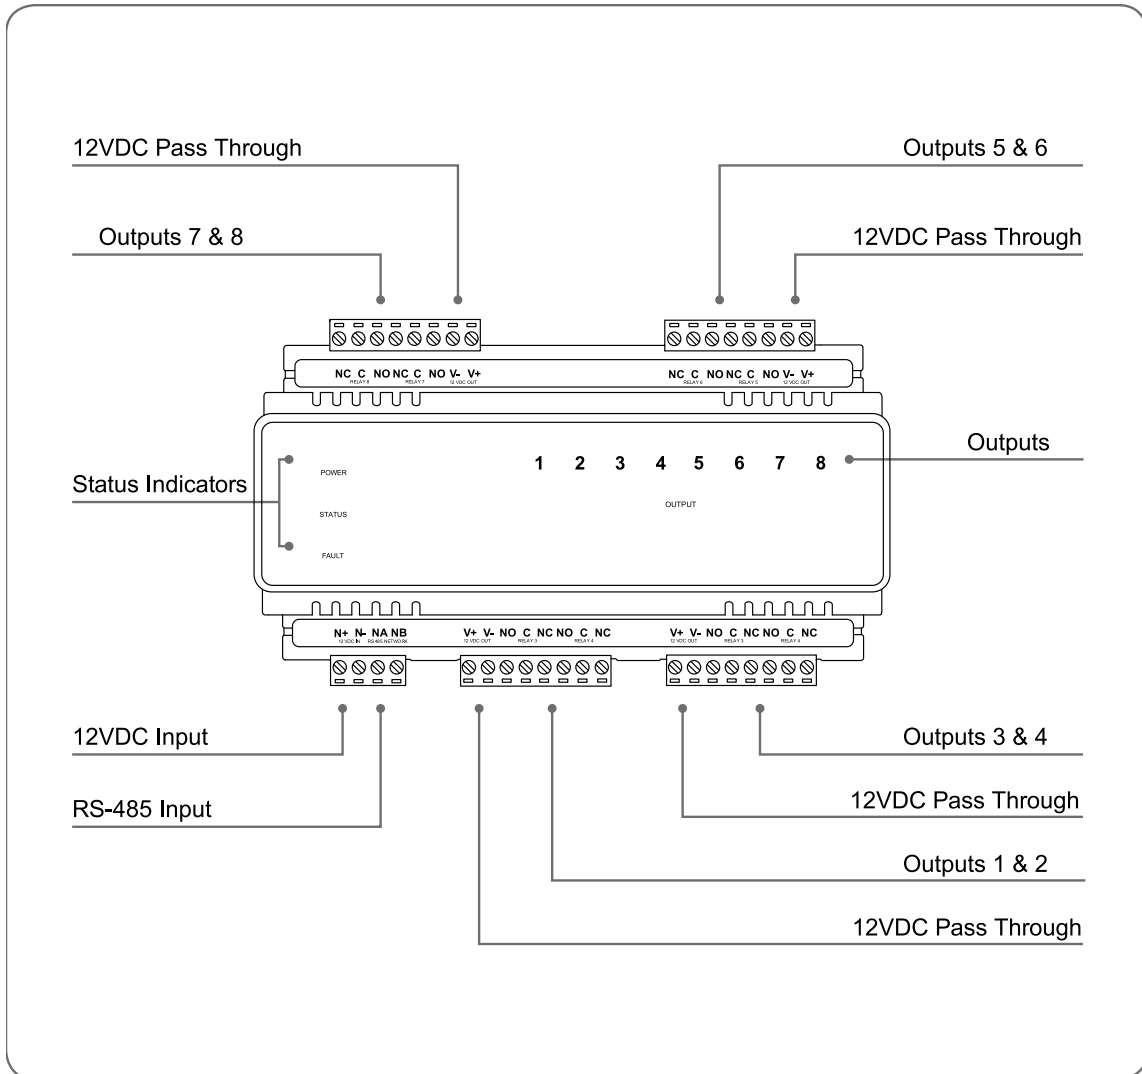 12VDC Pass Through
Outputs 5 & 6
Outputs 7 & 8
12VDC Pass Through
NC C NO NC C NO V- V+
RELAY 8 RELAY 7 12 VDC OUT
NC C NO NC C NO V- V+
RELAY 6 RELAY 5 12 VDC OUT
1 2 3 4 5 6 7 8
Outputs
POWER
Status Indicators
STATUS
OUTPUT
FAULT
N+ N- NA NB
12 VDC IN RS485 NETWORK
V+ V- NO C NC NO C NC
12 VDC OUT RELAY 3 RELAY 4
V+ V- NO C NC NO C NC
12 VDC OUT RELAY 3 RELAY 4
12VDC Input
Outputs 3 & 4
RS-485 Input
12VDC Pass Through
Outputs 1 & 2
12VDC Pass Through